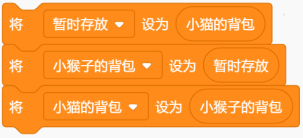 将 暂时存放 设为 小猫的背包
将 小猴子的背包 设为 暂时存放
将 小猫的背包 设为 小猴子的背包